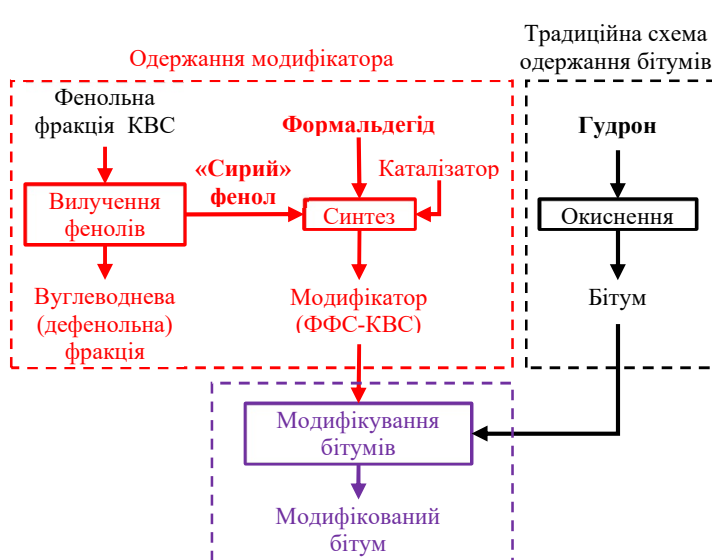 Традиційна схема
одержання бітумів
Одержання модифікатора
Фенольна
фракція КВС
Формальдегід
Гудрон
«Сирий»
фенол
Каталізатор
Вилучення
фенолів
Синтез
Окиснення
Вуглеводнева
(дефенольна)
фракція
Модифікатор
(ФФС-КВС)
Бітум
Модифікування
бітумів
Модифікований
бітум